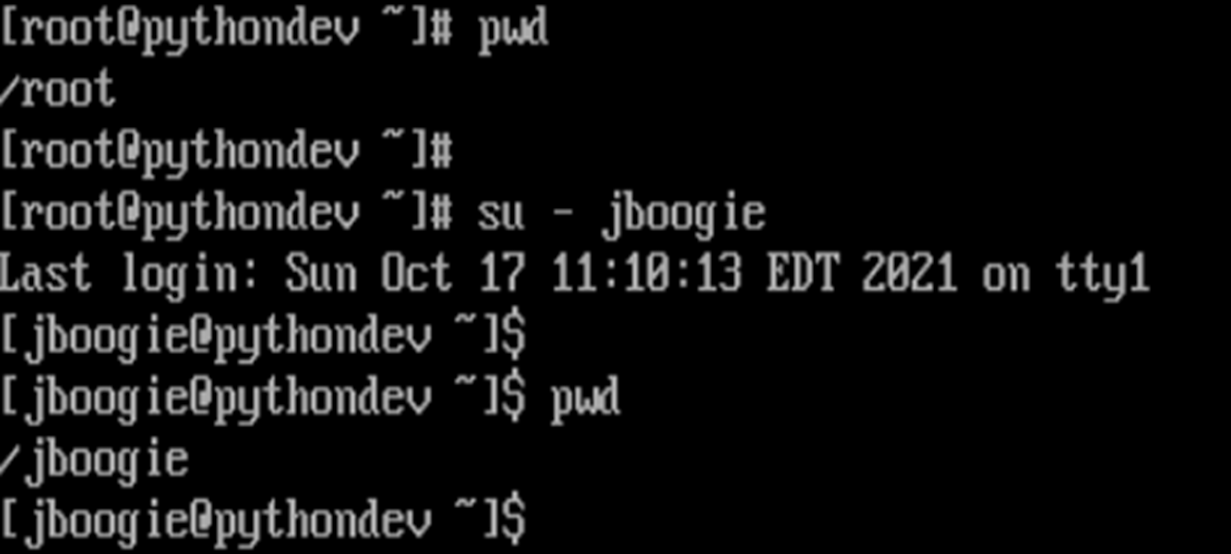 [root@pythondev ~]# pwd
/root
[root@pythondev ~]#
[root@pythondev ~]# su - jboogie
Last login: Sun Oct 17 11:10:13 EDT 2021 on tty1
[jboogie@pythondev ~]$
[jboogie@pythondev ~]$ pwd
/jboogie
[jboogie@pythondev ~]$